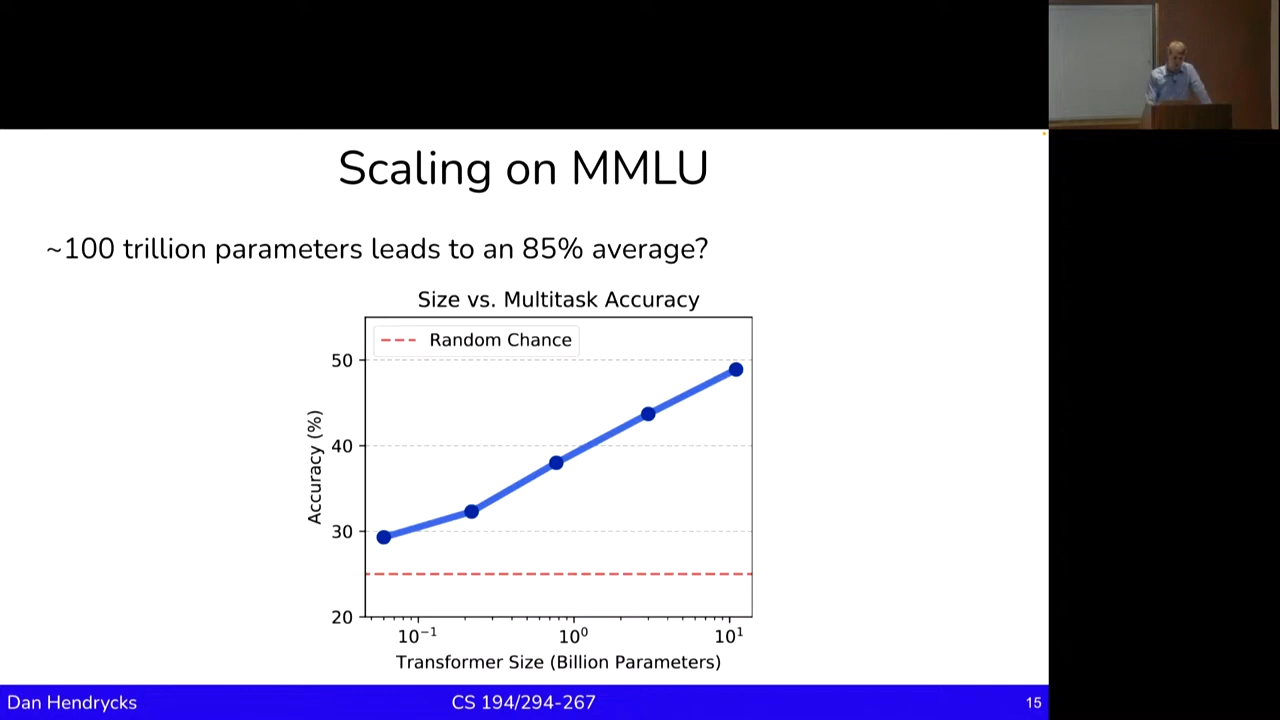 Scaling on MMLU
~100 trillion parameters leads to an 85% average?
Size vs. Multitask Accuracy
Random Chance
50
40
30
20
Accuracy (%)
10⁻¹ 10⁰ 10¹
Transformer Size (Billion Parameters)
Dan Hendrycks CS 194/294-267 15